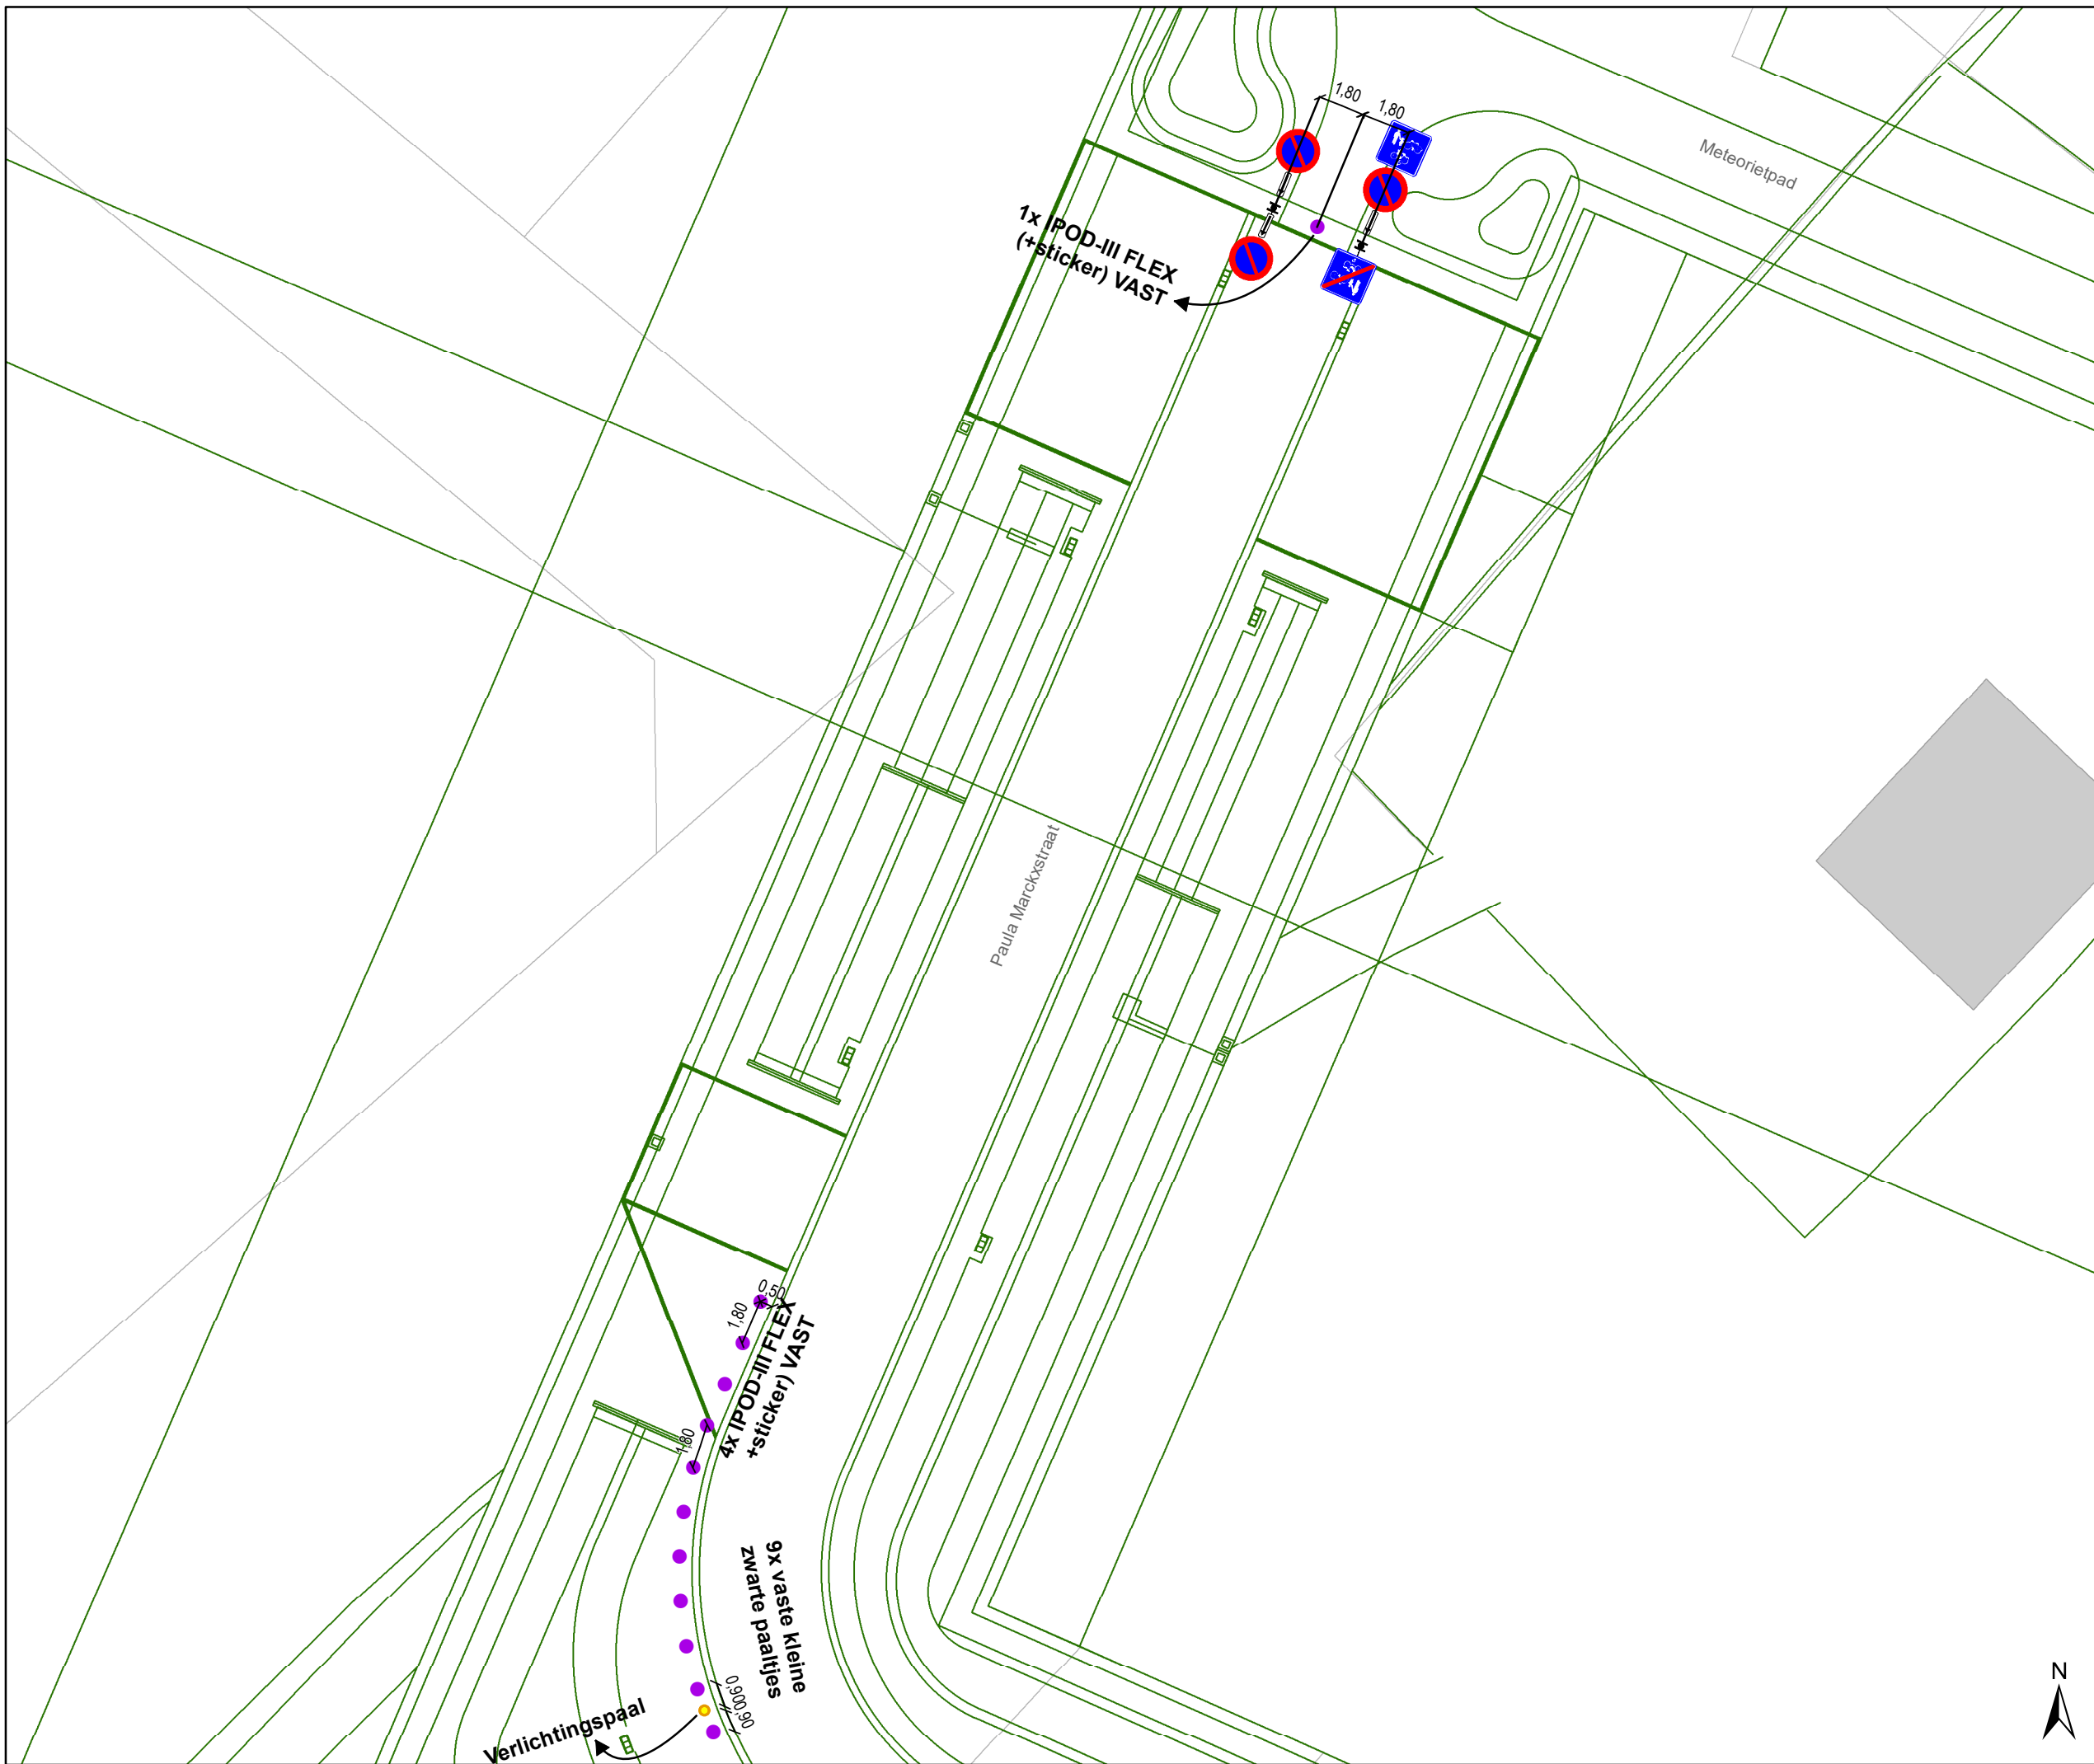 1,80
1,80
Meteorietpad
1x IPOD-III FLEX
(+sticker) VAST
Paula Marckxstraat
0,50
1,80
4x IPOD-III FLEX
+sticker) VAST
1,80
9x vaste kleine
zwarte paaltjes
0,90
0,90
Verlichtingspaal
N